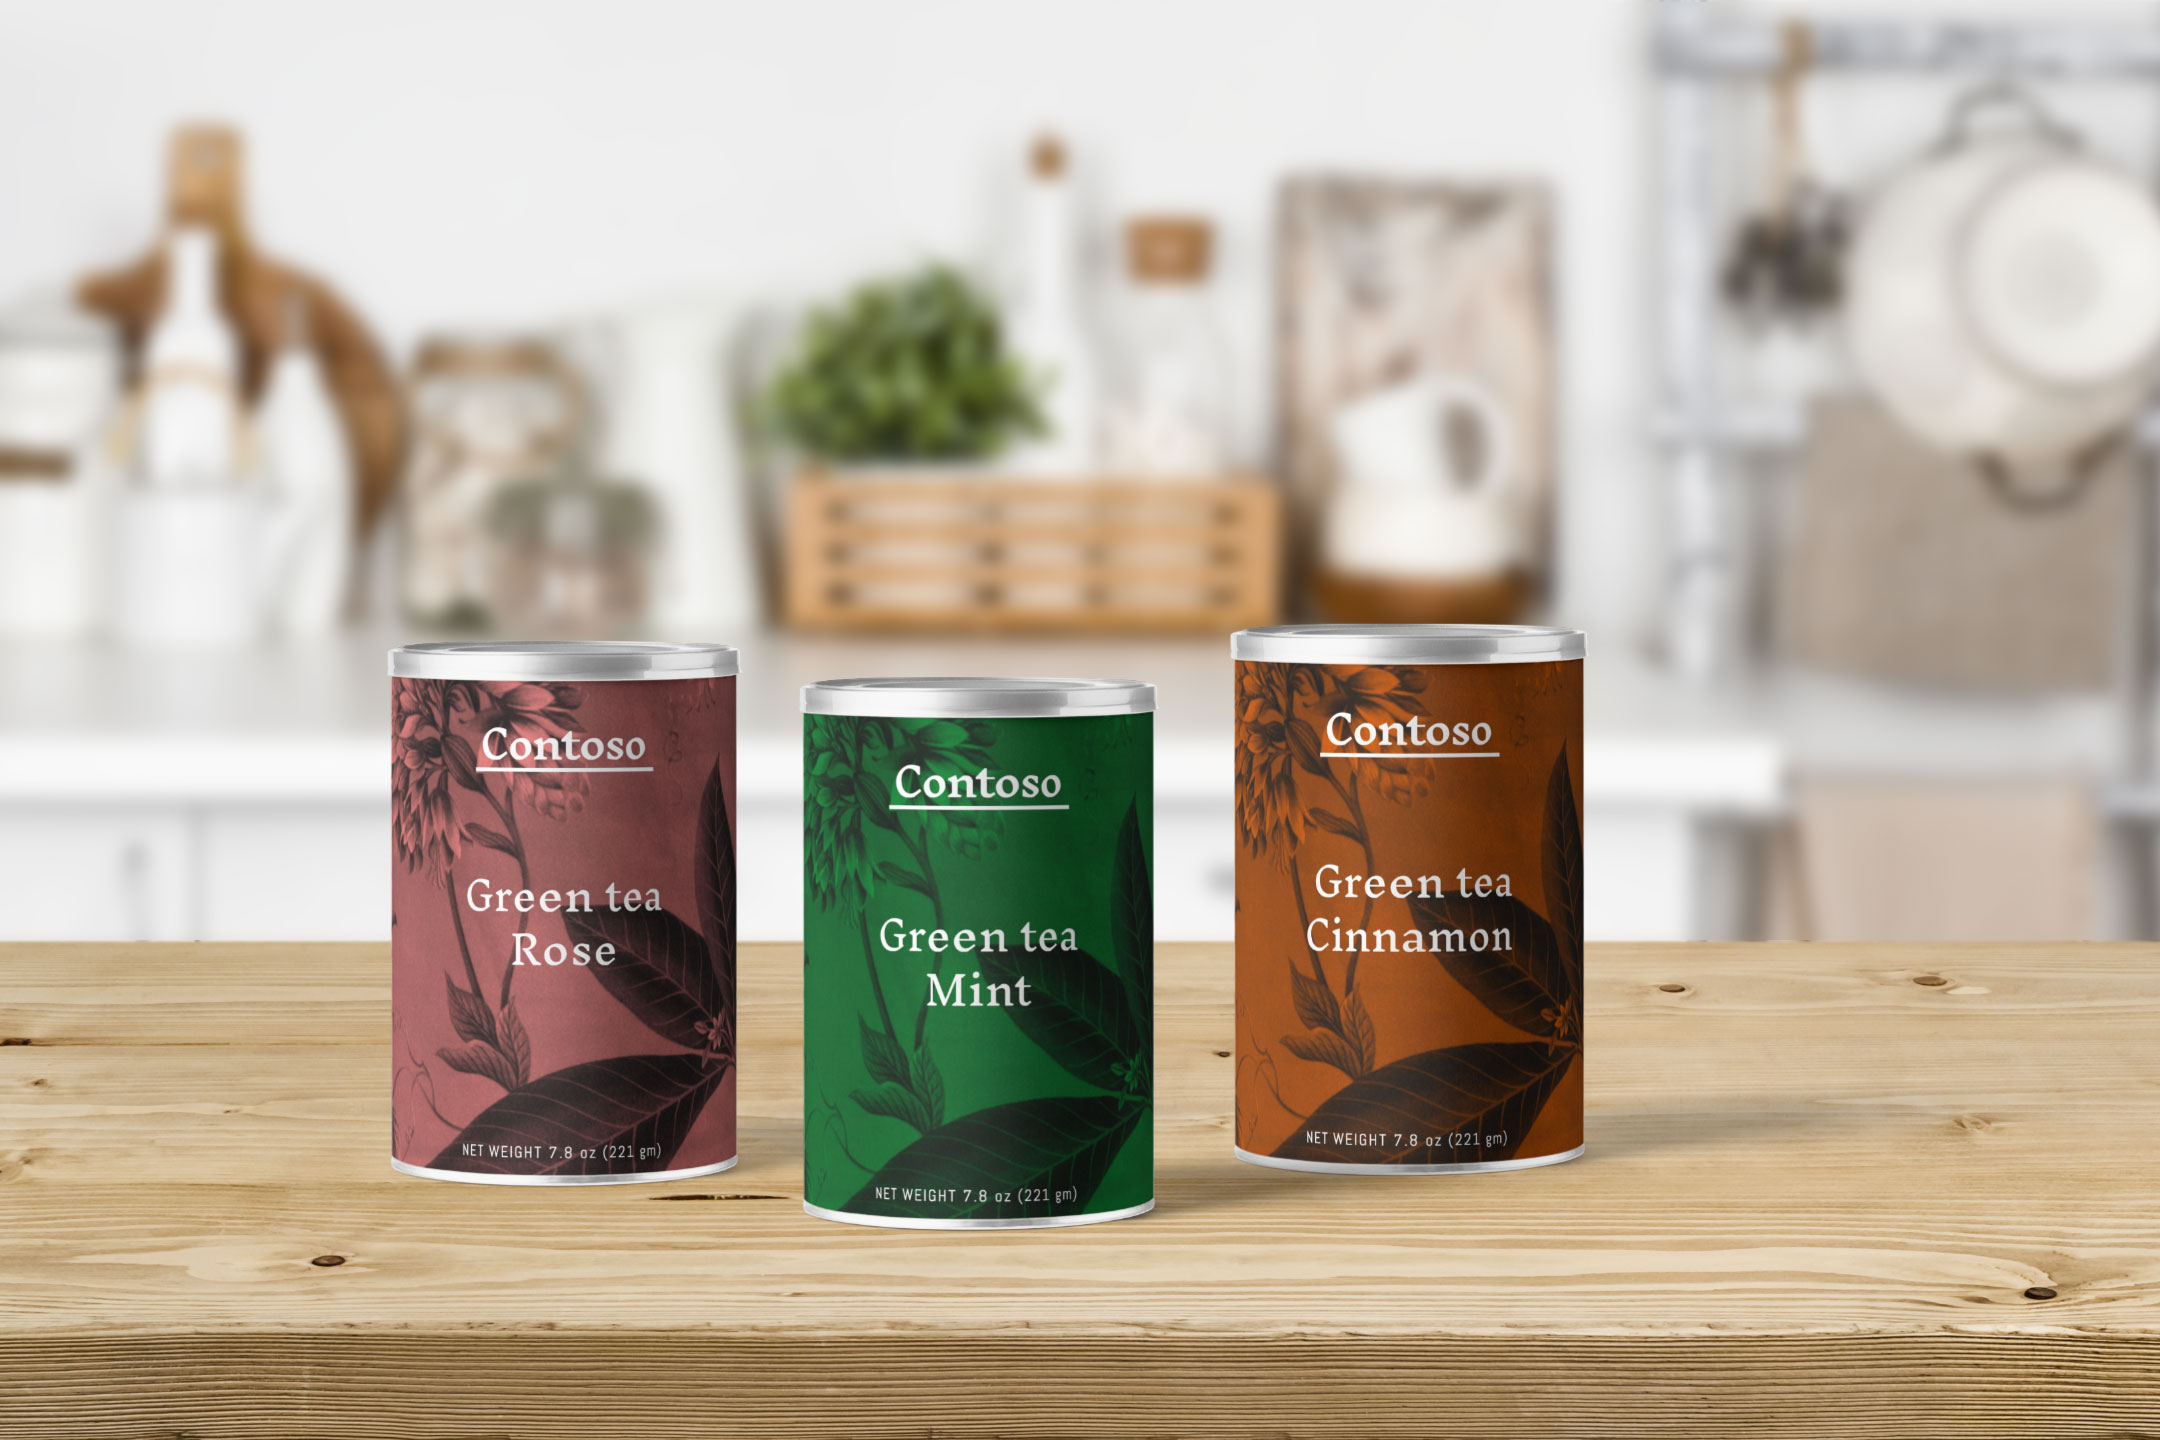 Contoso
Green tea
Rose
NET WEIGHT 7.8 oz (221 gm)
Contoso
Green tea
Mint
NET WEIGHT 7.8 oz (221 gm)
Contoso
Green tea
Cinnamon
NET WEIGHT 7.8 oz (221 gm)